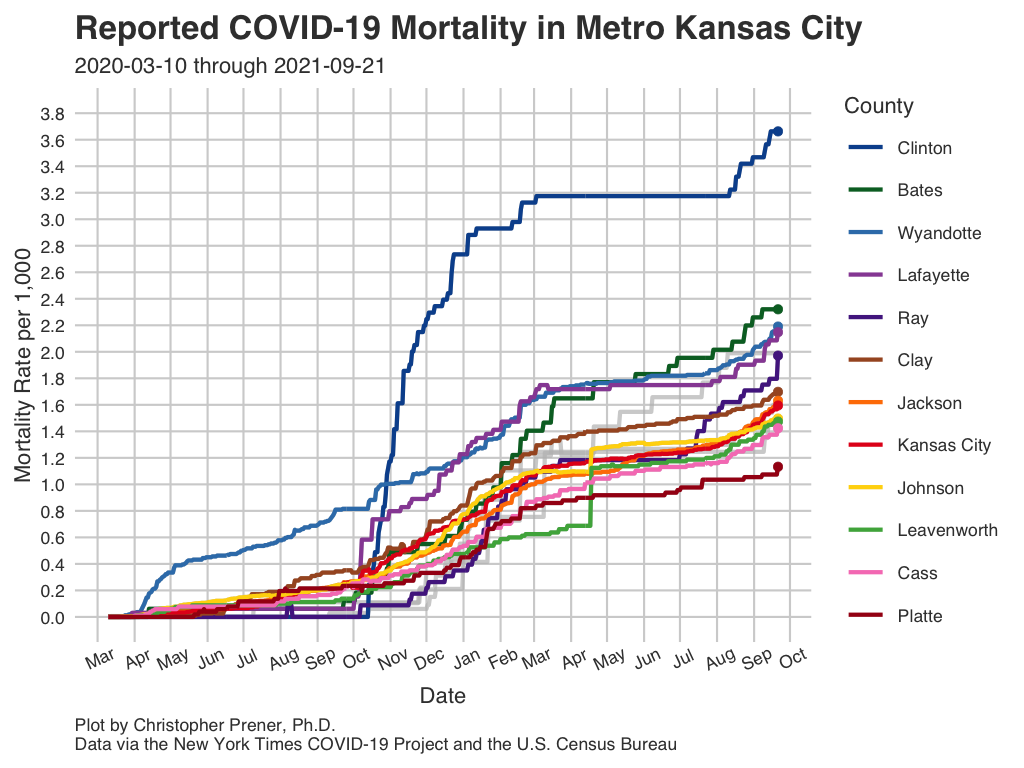 Reported COVID-19 Mortality in Metro Kansas City
2020-03-10 through 2021-09-21
Mortality Rate per 1,000
3.8
3.6
3.4
3.2
3.0
2.8
2.6
2.4
2.2
2.0
1.8
1.6
1.4
1.2
1.0
0.8
0.6
0.4
0.2
0.0
Mar Apr May Jun Jul Aug Sep Oct Nov Dec Jan Feb Mar Apr May Jun Jul Aug Sep Oct
Date
County
Clinton
Bates
Wyandotte
Lafayette
Ray
Clay
Jackson
Kansas City
Johnson
Leavenworth
Cass
Platte
Plot by Christopher Prener, Ph.D.
Data via the New York Times COVID-19 Project and the U.S. Census Bureau